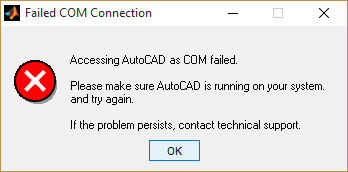 Failed COM Connection
Accessing AutoCAD as COM failed.
Please make sure AutoCAD is running on your system.
and try again.
If the problem persists, contact technical support.
OK